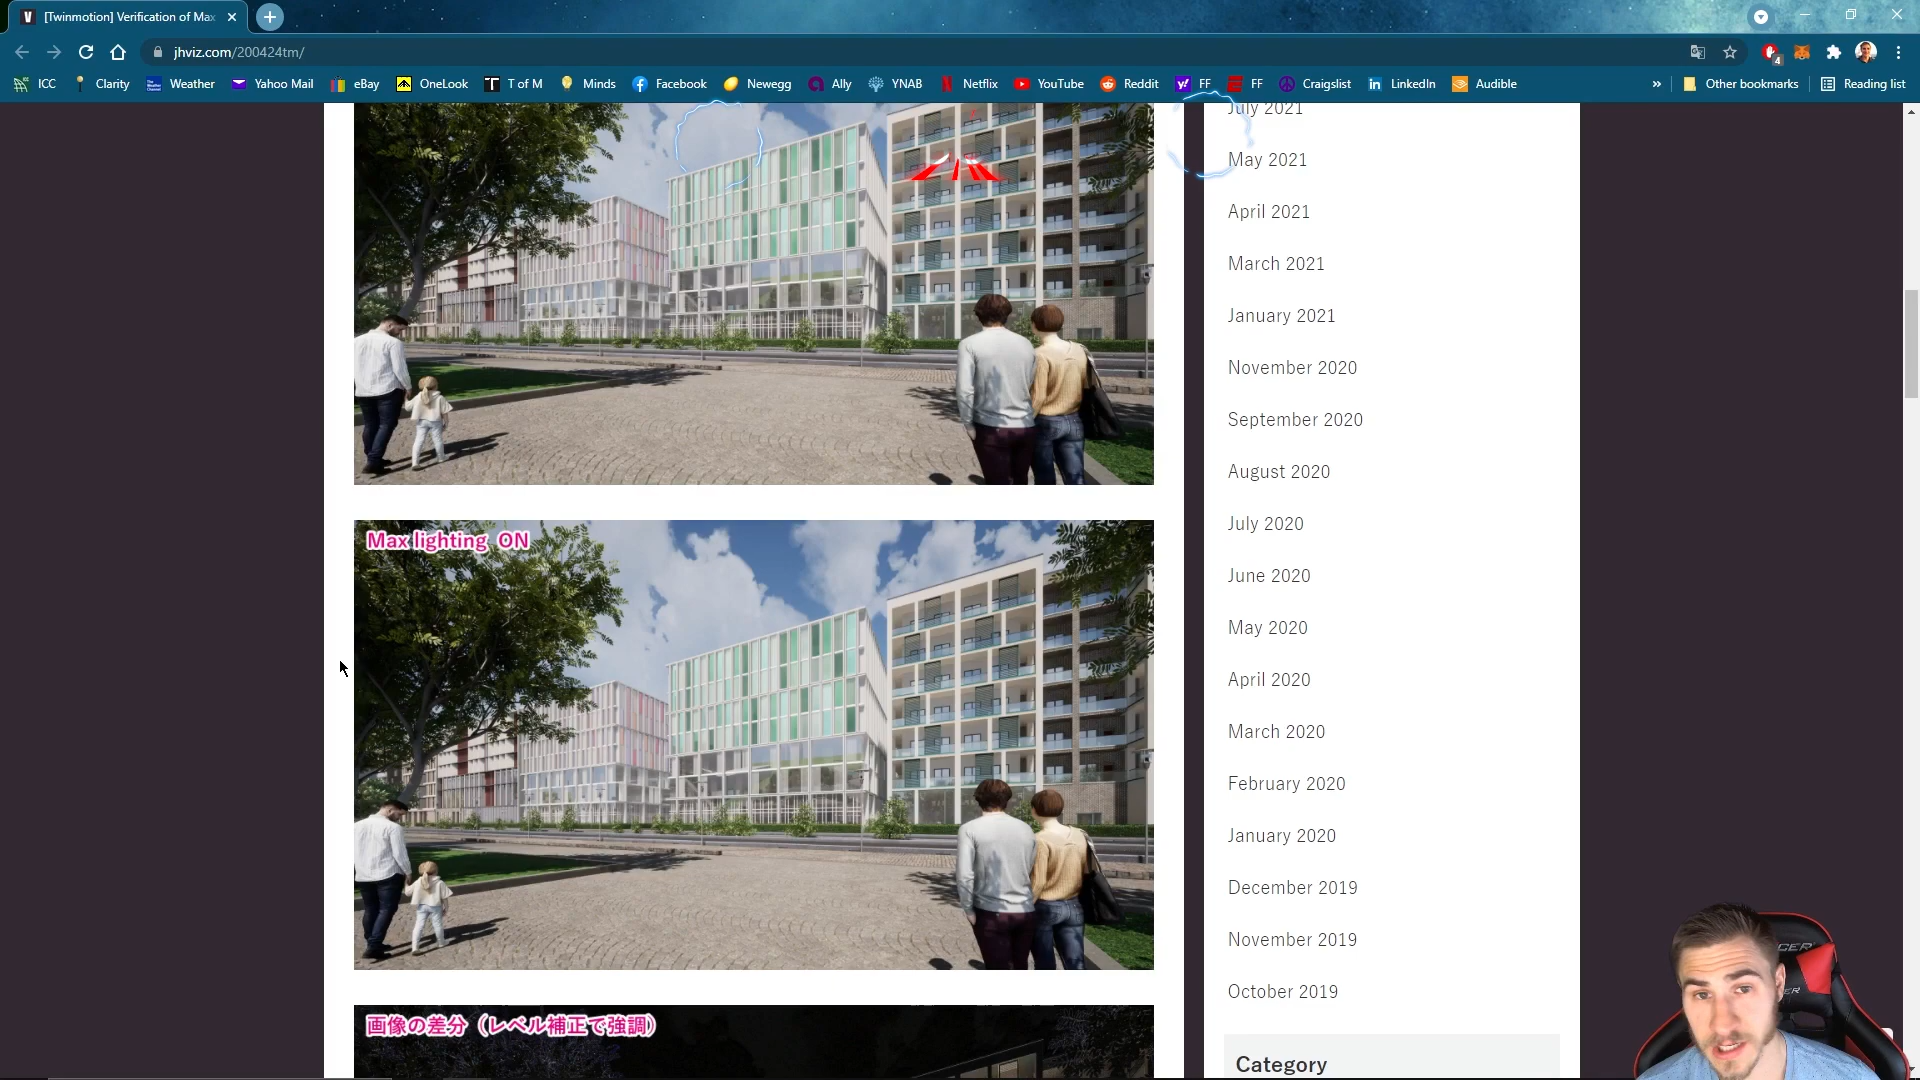 [Twinmotion] Verification of Max
jhviz.com/200424tm/
4
ICC
Clarity
Weather
Yahoo Mail
eBay
OneLook
T of M
Minds
Facebook
Newegg
Ally
YNAB
Netflix
YouTube
Reddit
FF
FF
Craigslist
LinkedIn
Audible
»
Other bookmarks
Reading list
July 2021
May 2021
April 2021
March 2021
January 2021
November 2020
September 2020
August 2020
July 2020
June 2020
May 2020
April 2020
March 2020
February 2020
January 2020
December 2019
November 2019
October 2019
Category
Max lighting ON
画像の差分（レベル補正で強調）